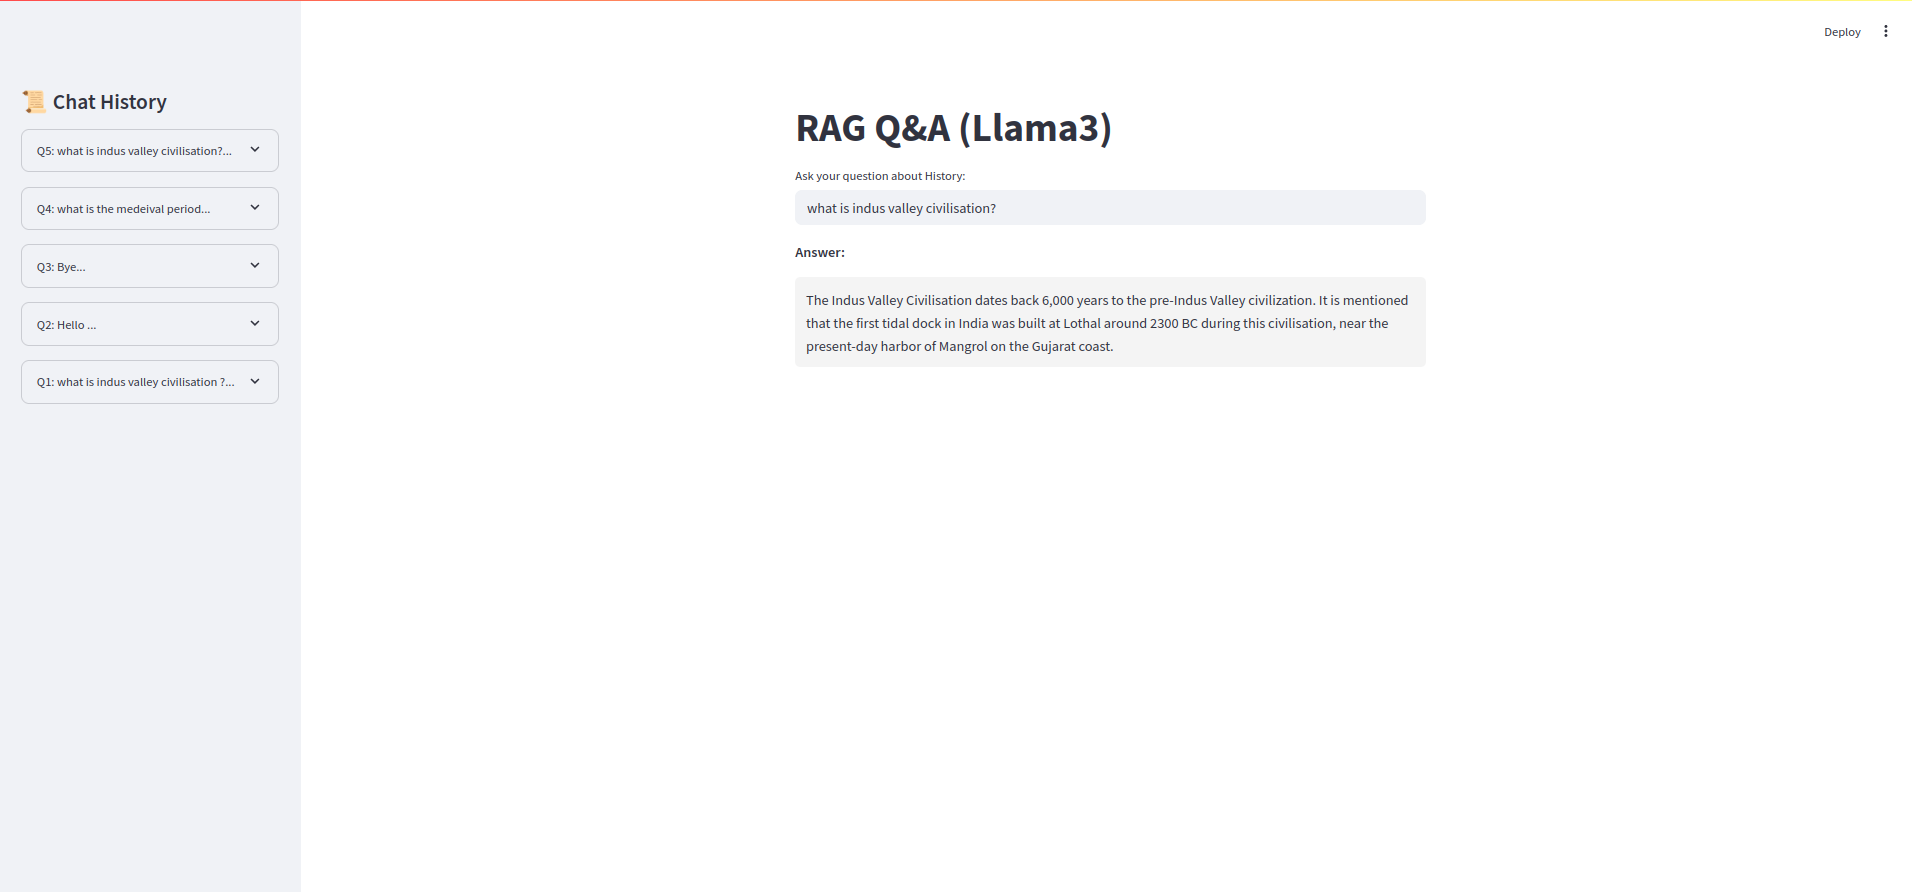 Deploy
📜 Chat History
Q5: what is indus valley civilisation?...
Q4: what is the medeival period...
Q3: Bye...
Q2: Hello ...
Q1: what is indus valley civilisation ?...
RAG Q&A (Llama3)
Ask your question about History:
what is indus valley civilisation?
Answer:
The Indus Valley Civilisation dates back 6,000 years to the pre-Indus Valley civilization. It is mentioned
that the first tidal dock in India was built at Lothal around 2300 BC during this civilisation, near the
present-day harbor of Mangrol on the Gujarat coast.